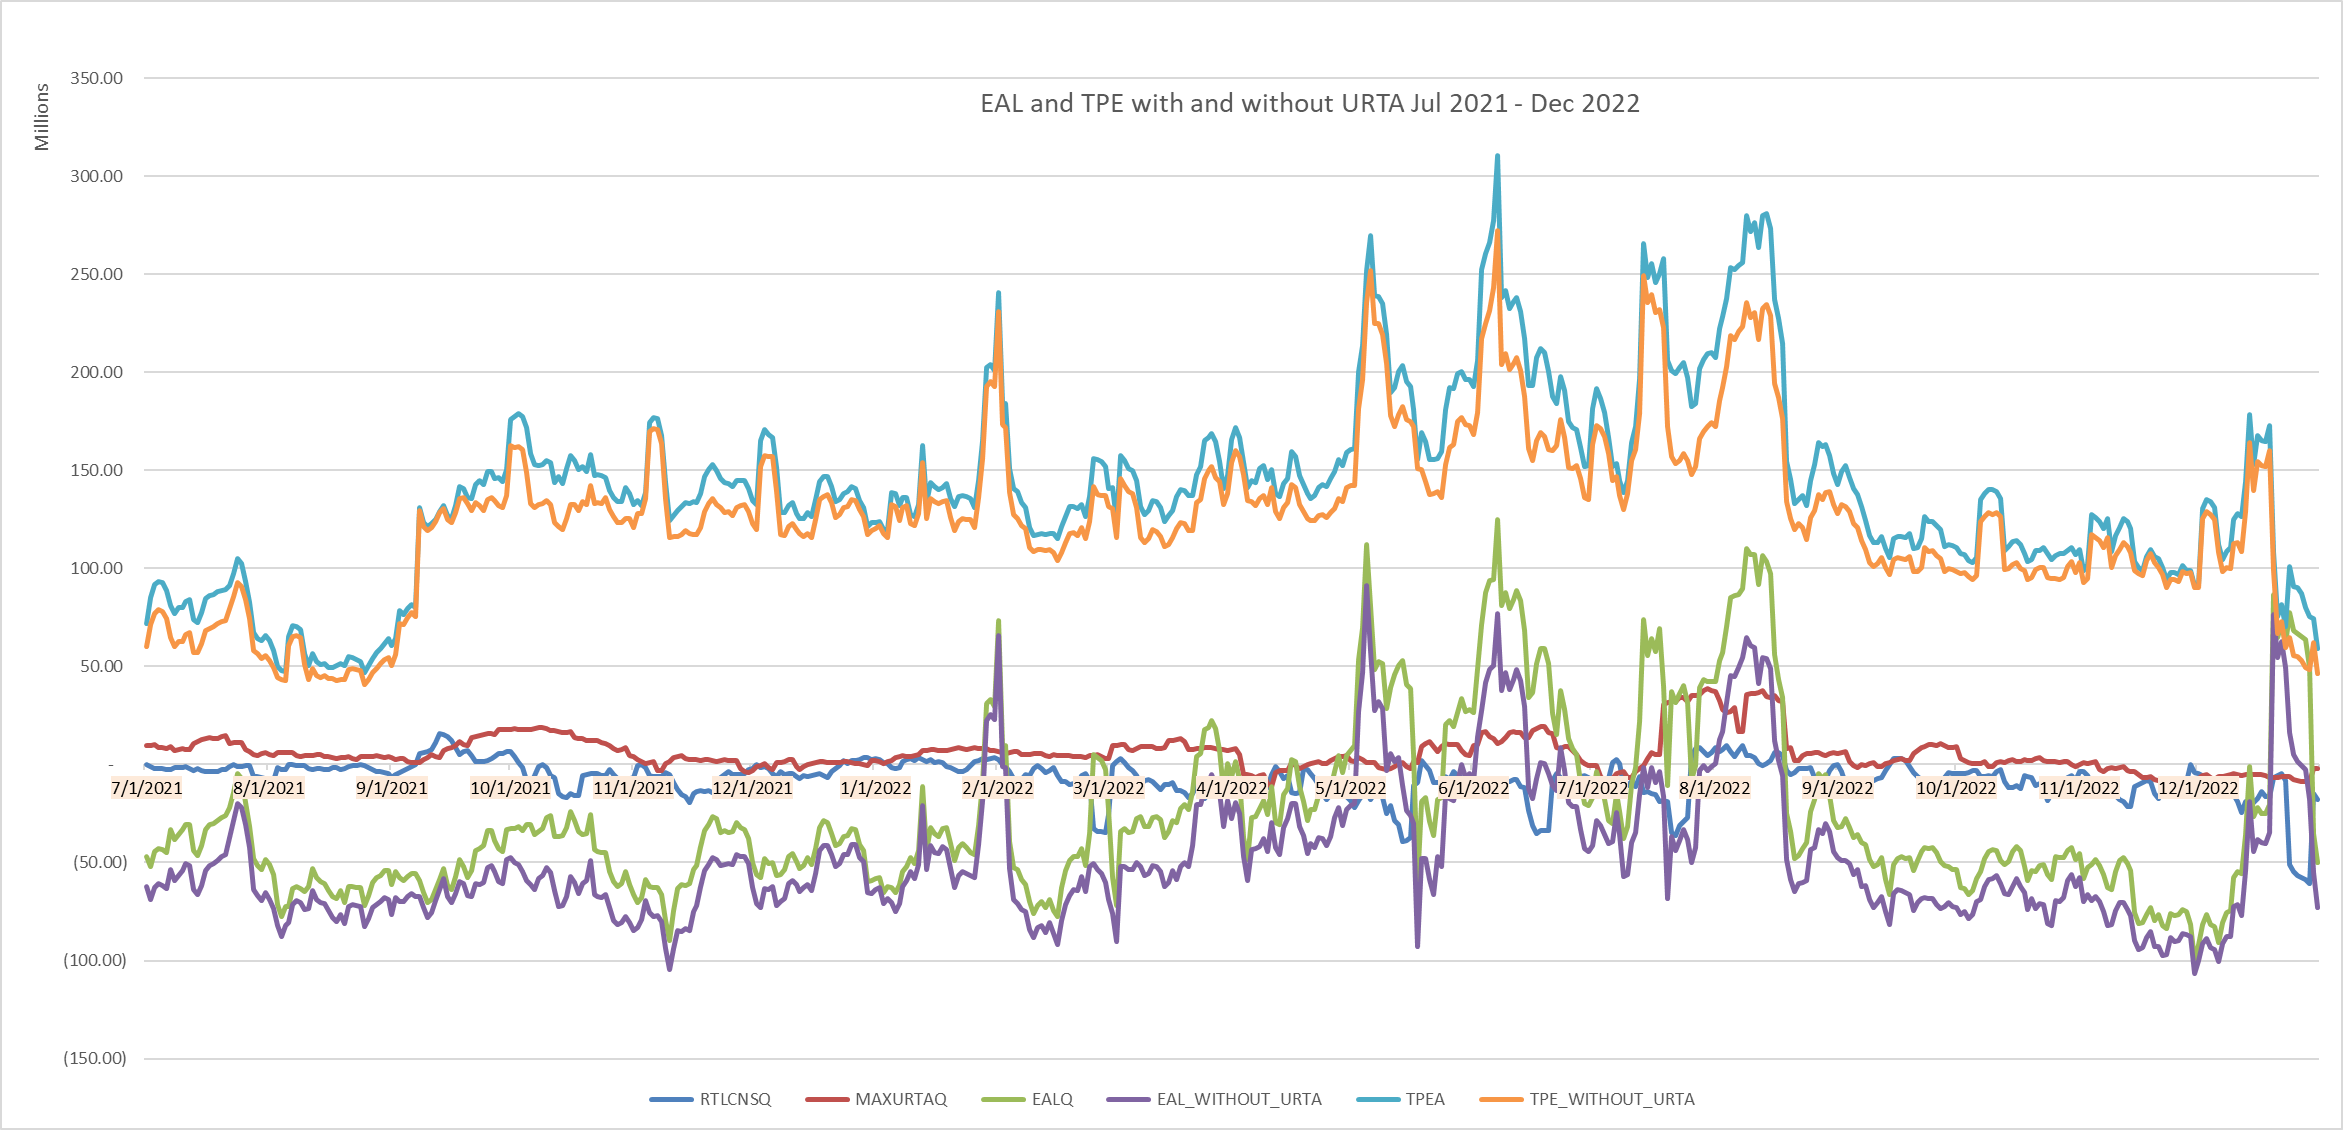 EAL and TPE with and without URTA Jul 2021 - Dec 2022
Millions
350.00
300.00
250.00
200.00
150.00
100.00
50.00
-
(50.00)
(100.00)
(150.00)
7/1/2021 8/1/2021 9/1/2021 10/1/2021 11/1/2021 12/1/2021 1/1/2022 2/1/2022 3/1/2022 4/1/2022 5/1/2022 6/1/2022 7/1/2022 8/1/2022 9/1/2022 10/1/2022 11/1/2022 12/1/2022
RTLCNSQ MAXURTAQ EALQ EAL_WITHOUT_URTA TPEA TPE_WITHOUT_URTA